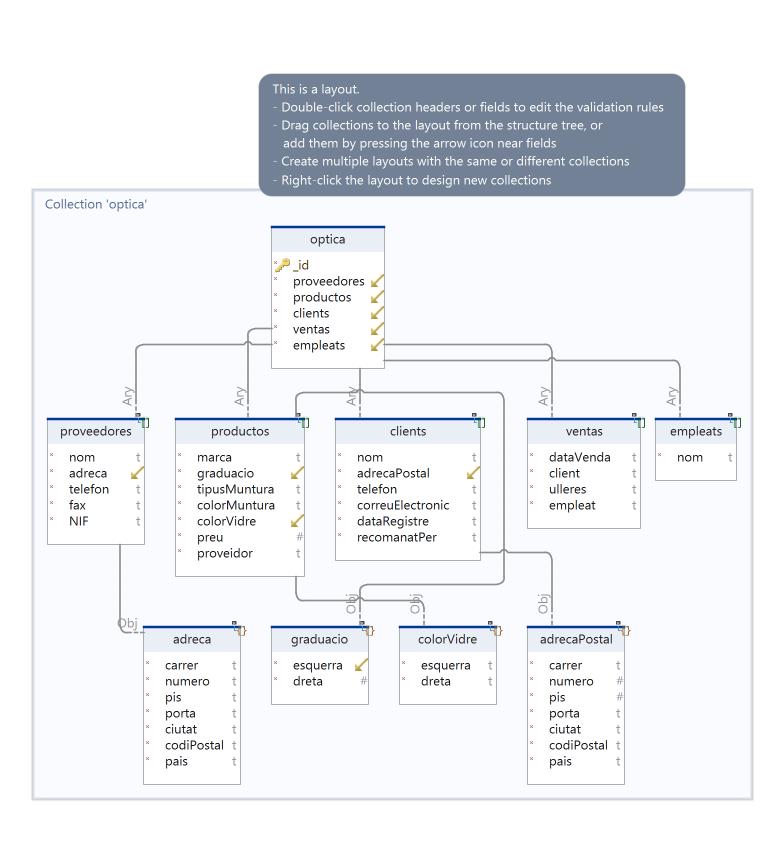 This is a layout.
- Double-click collection headers or fields to edit the validation rules
- Drag collections to the layout from the structure tree, or
add them by pressing the arrow icon near fields
- Create multiple layouts with the same or different collections
- Right-click the layout to design new collections
Collection 'optica'
optica
_id
proveedores
productos
clients
ventas
empleats
Ary
Ary
Ary
Ary
Ary
proveedores
nom t
adreca
telefon t
fax t
NIF t
productos
marca t
graduacio
tipusMuntura t
colorMuntura t
colorVidre
preu #
proveidor t
clients
nom t
adrecaPostal
telefon t
correuElectronic t
dataRegistre t
recomanatPer t
ventas
dataVenda t
client t
ulleres t
empleat t
empleats
nom t
Obj
Obj
Obj
Obj
adreca
carrer t
numero t
pis t
porta t
ciutat t
codiPostal t
pais t
graduacio
esquerra
dreta #
colorVidre
esquerra t
dreta t
adrecaPostal
carrer t
numero #
pis #
porta t
ciutat t
codiPostal t
pais t